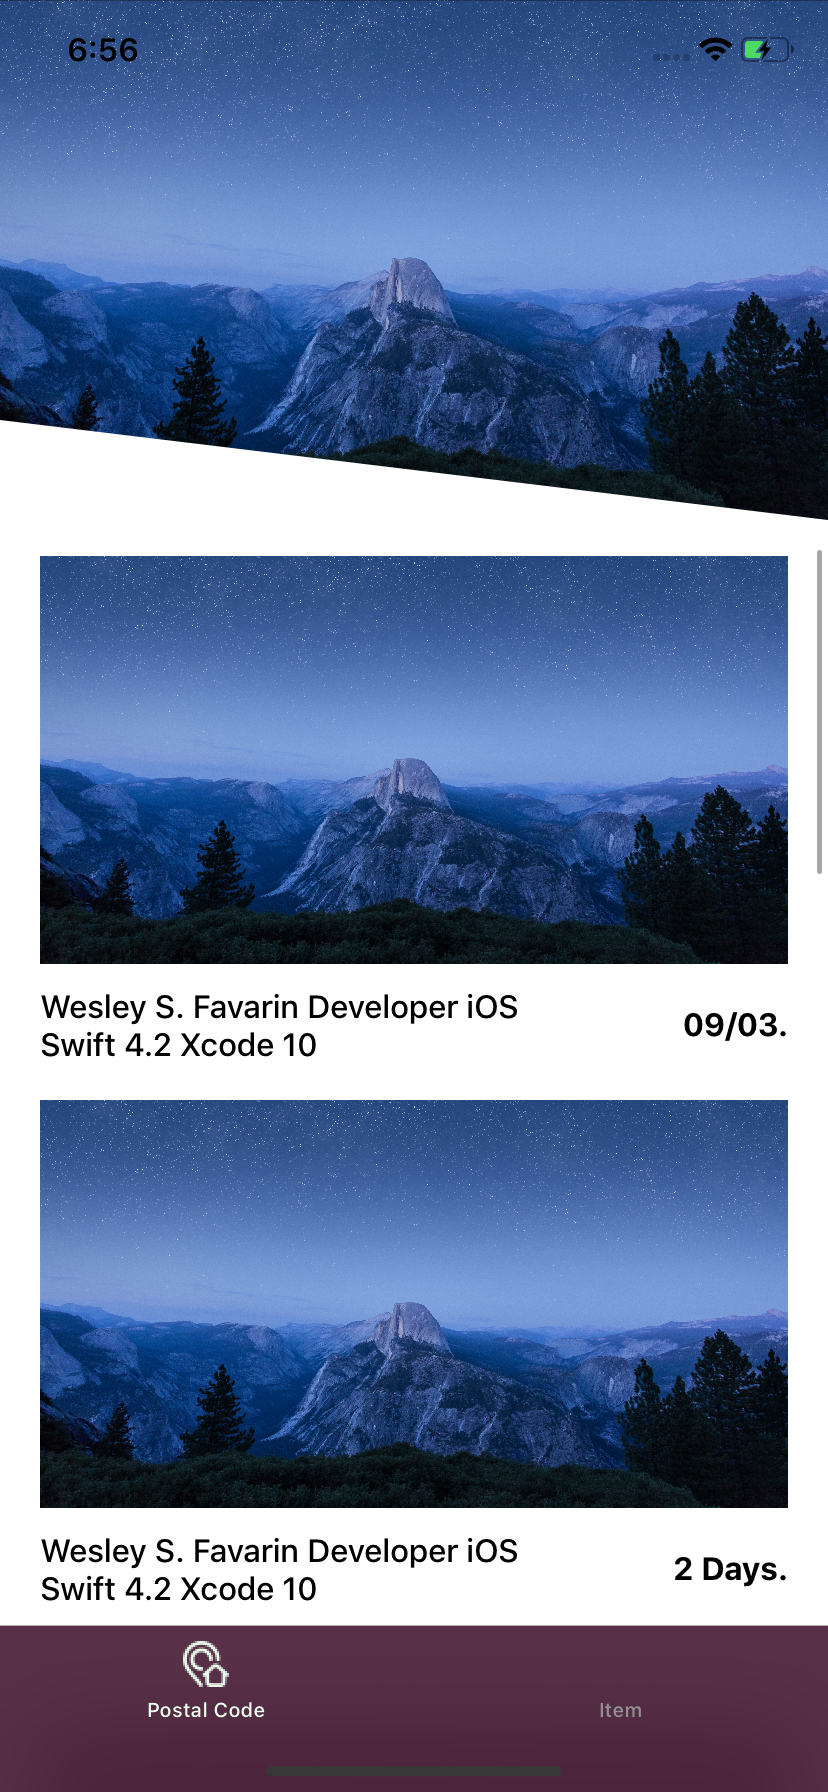 6:56
Wesley S. Favarin Developer iOS
Swift 4.2 Xcode 10
09/03.
Wesley S. Favarin Developer iOS
Swift 4.2 Xcode 10
2 Days.
Postal Code
Item